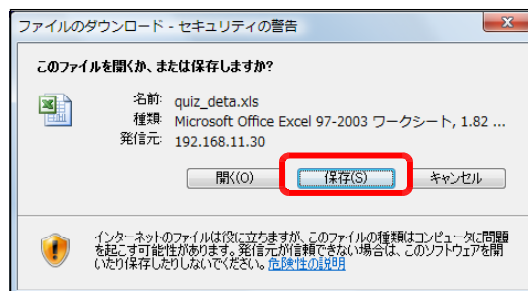 ファイルのダウンロード - セキュリティの警告
このファイルを開くか、または保存しますか?
名前: quiz_deta.xls
種類: Microsoft Office Excel 97-2003 ワークシート, 1.82 ...
発信元: 192.168.11.30
開く(O) 保存(S) キャンセル
インターネットのファイルは役に立ちますが、このファイルの種類はコンピュータに問題
を起こす可能性があります。発信元が信頼できない場合は、このソフトウェアを開
いたり保存したりしないでください。危険性の説明